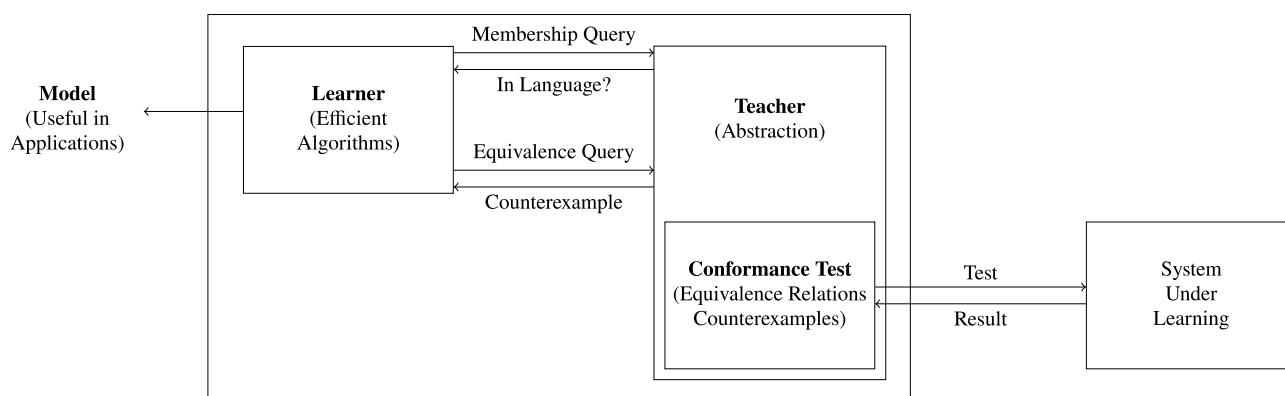 Membership Query
In Language?
Model
(Useful in
Applications)
Learner
(Efficient
Algorithms)
Teacher
(Abstraction)
Equivalence Query
Counterexample
Conformance Test
(Equivalence Relations
Counterexamples)
Test
Result
System
Under
Learning